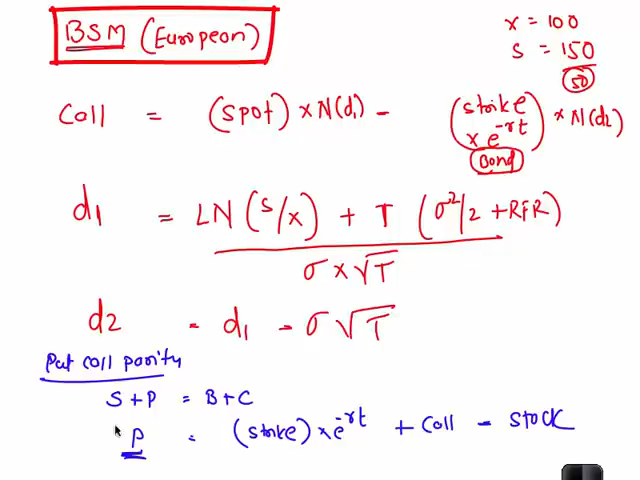 BSM (European)
x = 100
S = 150
50
Call = (spot) x N(d1) - (strike x e^-rt) x N(d2)
Bond
d1 = LN (S/x) + T (σ²/2 + RFR)
σ x √T
d2 = d1 - σ √T
Put call parity
S + P = B + C
P = (strike) x e^-rt + Call - Stock